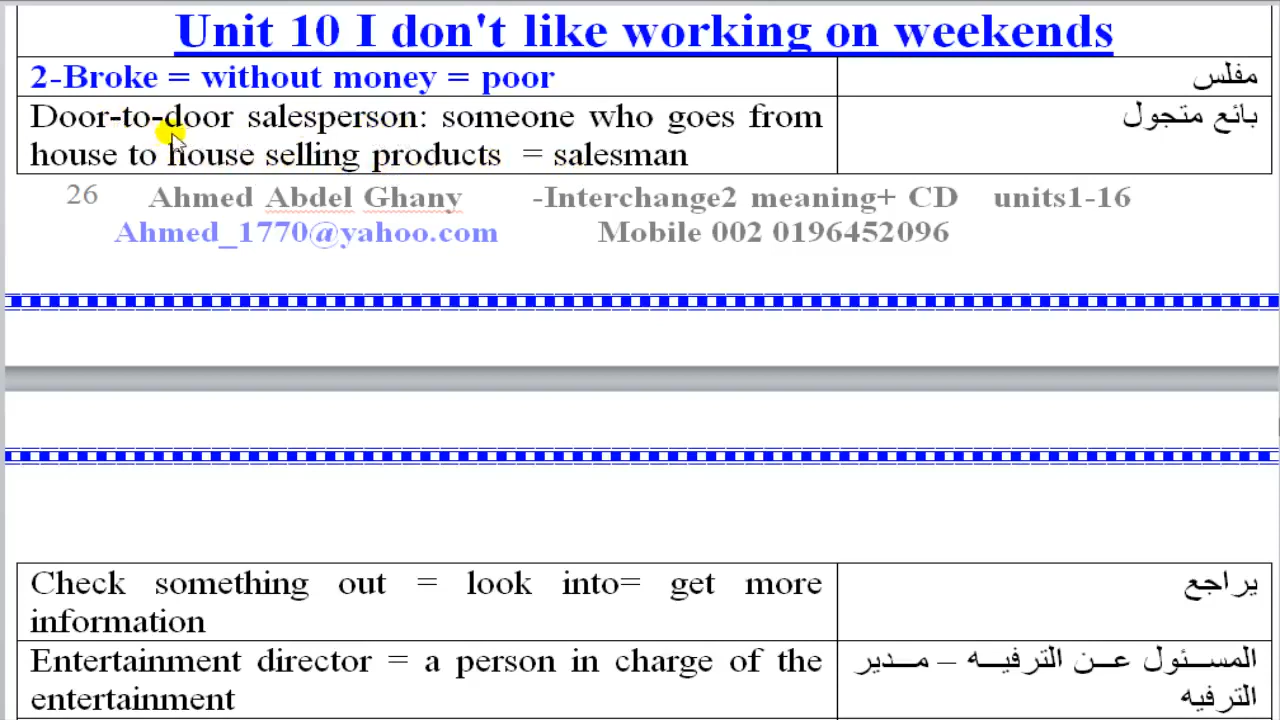 Unit 10 I don't like working on weekends
2-Broke = without money = poor
مفلس
Door-to-door salesperson: someone who goes from
house to house selling products = salesman
بائع متجول
26 Ahmed Abdel Ghany -Interchange2 meaning+ CD units1-16
Ahmed_1770@yahoo.com Mobile 002 0196452096
Check something out = look into= get more
information
يراجع
Entertainment director = a person in charge of the
entertainment
المسئول عن الترفيه – مدير
الترفيه